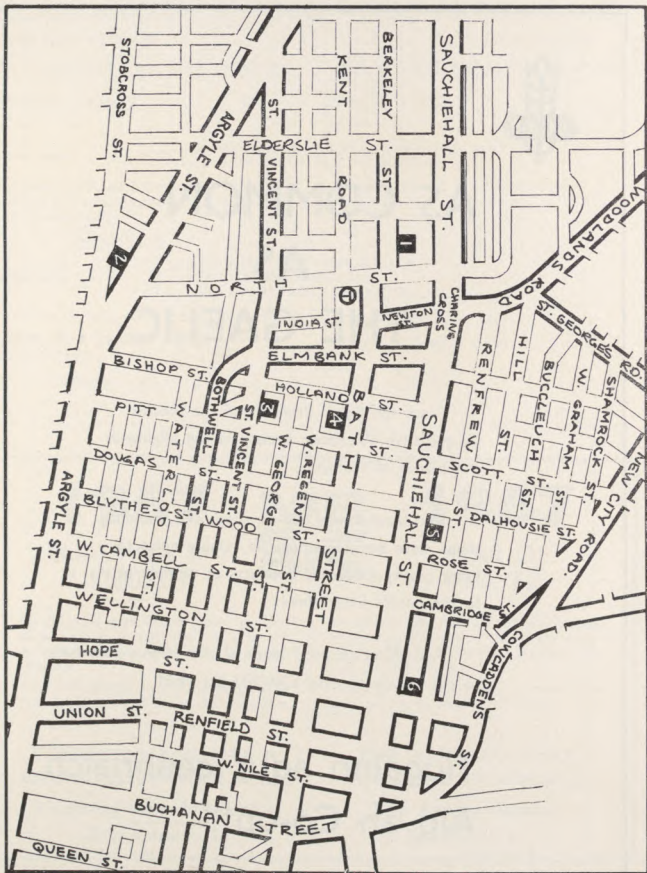 STOBCROSS ST.
ARGYLE ST.
ST. VINCENT ST.
KENT ROAD
BERKELEY ST.
SAUCHIEHALL ST.
ELDERSLIE ST.
WOODLANDS ROAD
1
2
NORTH ST.
T
CHARING CROSS
NEWTON ST.
INDIA ST.
ST. GEORGE'S RD.
ELMBANK ST.
BISHOP ST.
BOTHWELL ST.
HOLLAND ST.
BATH ST.
RENFREW ST.
HILL ST.
BUCCLEUCH ST.
W. GRAHAM ST.
SHAMROCK ST.
NEW CITY ROAD.
3
4
PITT ST.
WATERLOO ST.
ST. VINCENT ST.
W. GEORGE ST.
W. REGENT STREET
SAUCHIEHALL ST.
SCOTT ST.
DOUGAS ST.
DALHOUSIE ST.
5
ARGYLE ST.
BLYTHE-S-WOOD ST.
ROSE ST.
W. CAMBELL ST.
CAMBRIDGE ST.
WELLINGTON ST.
COWCADDENS ST.
6
HOPE ST.
UNION ST.
RENFIELD ST.
W. NILE ST.
BUCHANAN STREET
QUEEN ST.